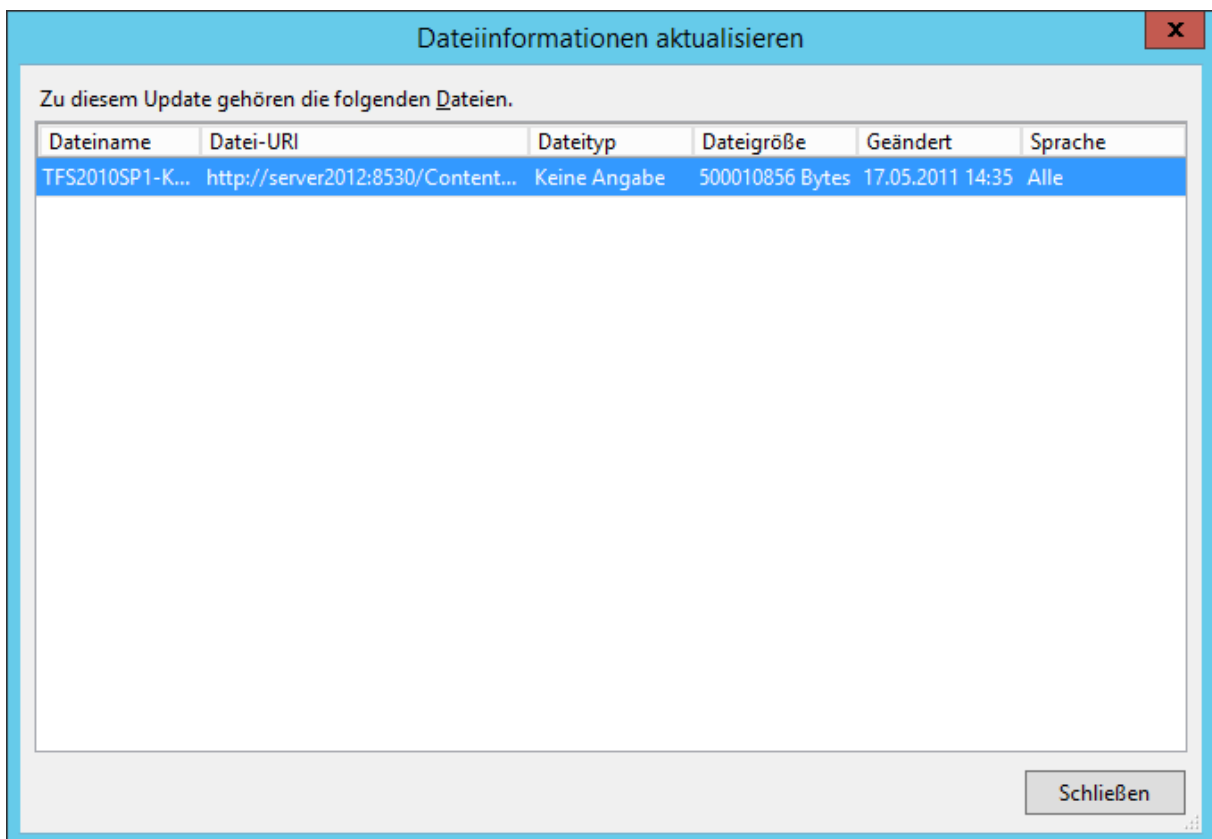 Dateiinformationen aktualisieren
x
Zu diesem Update gehören die folgenden Dateien.
Dateiname Datei-URI Dateityp Dateigröße Geändert Sprache
TFS2010SP1-K... http://server2012:8530/Content... Keine Angabe 500010856 Bytes 17.05.2011 14:35 Alle
Schließen